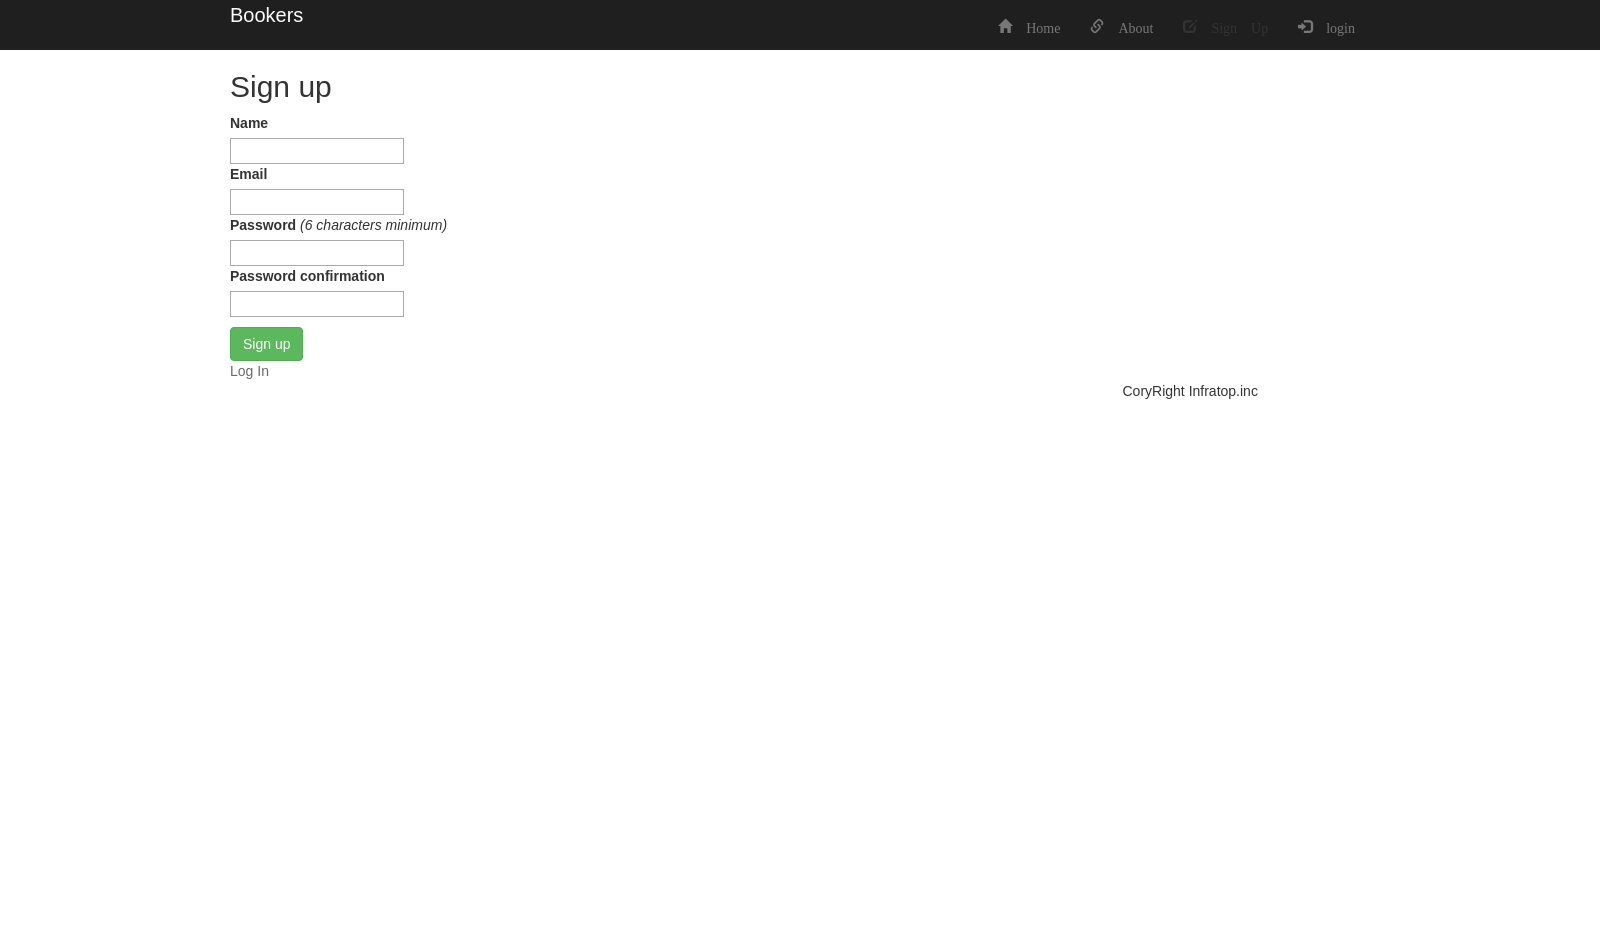 Bookers
Home About Sign Up login
Sign up
Name
Email
Password (6 characters minimum)
Password confirmation
Sign up
Log In
CoryRight Infratop.inc